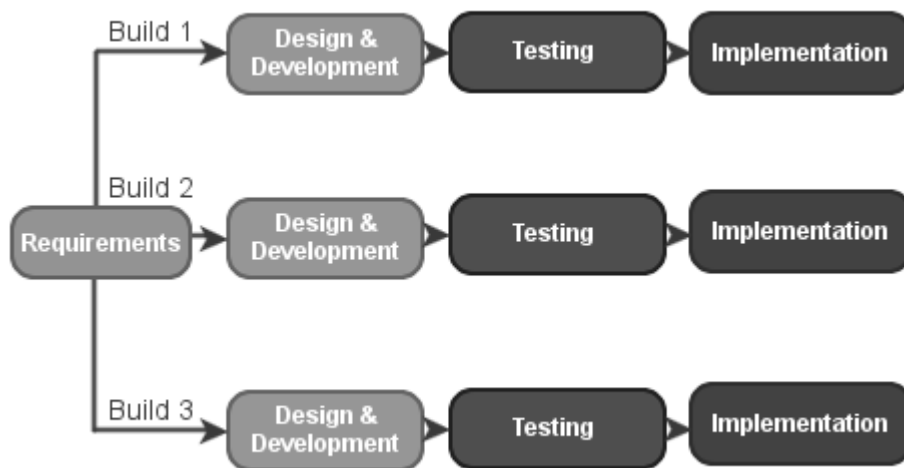 Build 1
Design &
Development
Testing
Implementation
Build 2
Requirements
Design &
Development
Testing
Implementation
Build 3
Design &
Development
Testing
Implementation